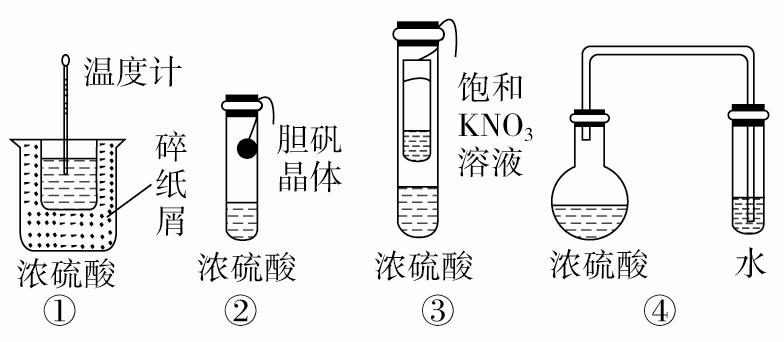 温度计
碎
纸
屑
浓硫酸
①
胆矾
晶体
浓硫酸
②
饱和
KNO₃
溶液
浓硫酸
③
浓硫酸
水
④